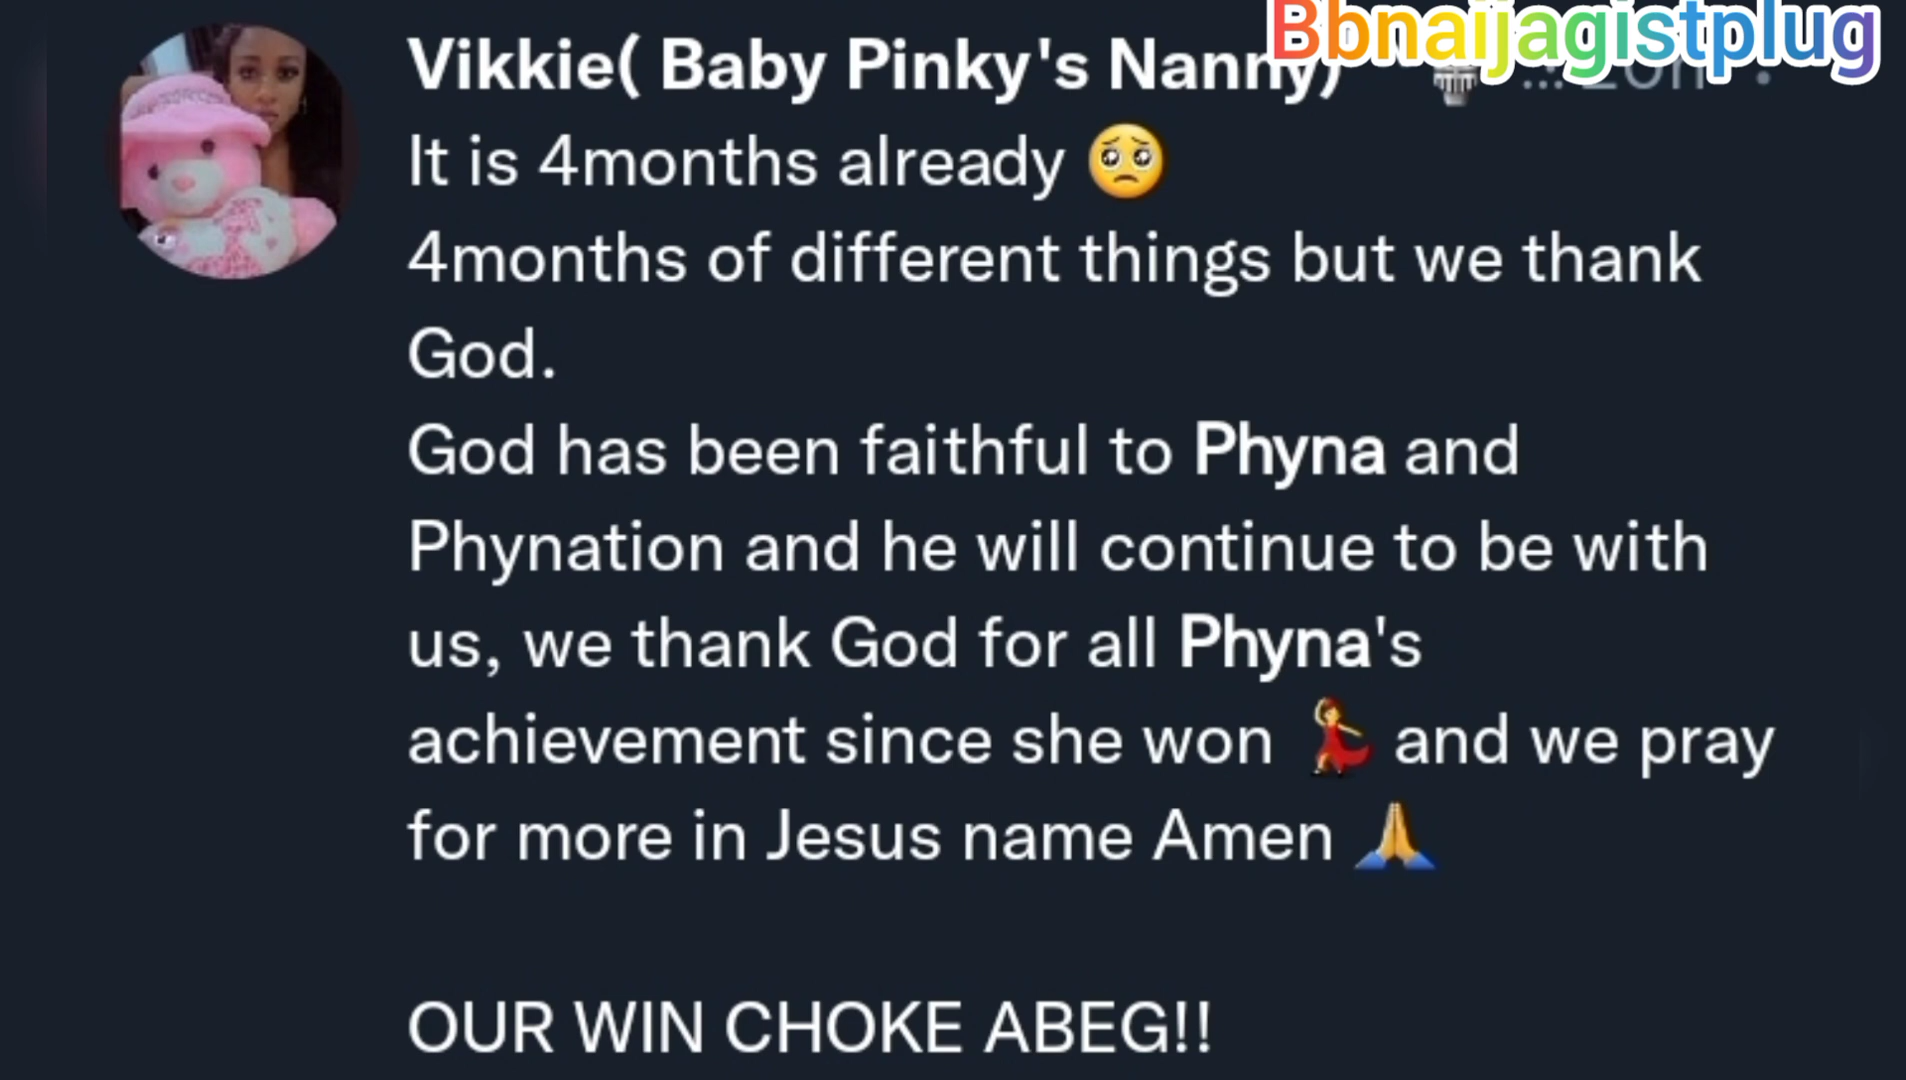 Bbnaijagistplug
Vikkie( Baby Pinky's Nanny)
It is 4months already 🥺
4months of different things but we thank
God.
God has been faithful to Phyna and
Phynation and he will continue to be with
us, we thank God for all Phyna's
achievement since she won 💃 and we pray
for more in Jesus name Amen 🙏
OUR WIN CHOKE ABEG!!